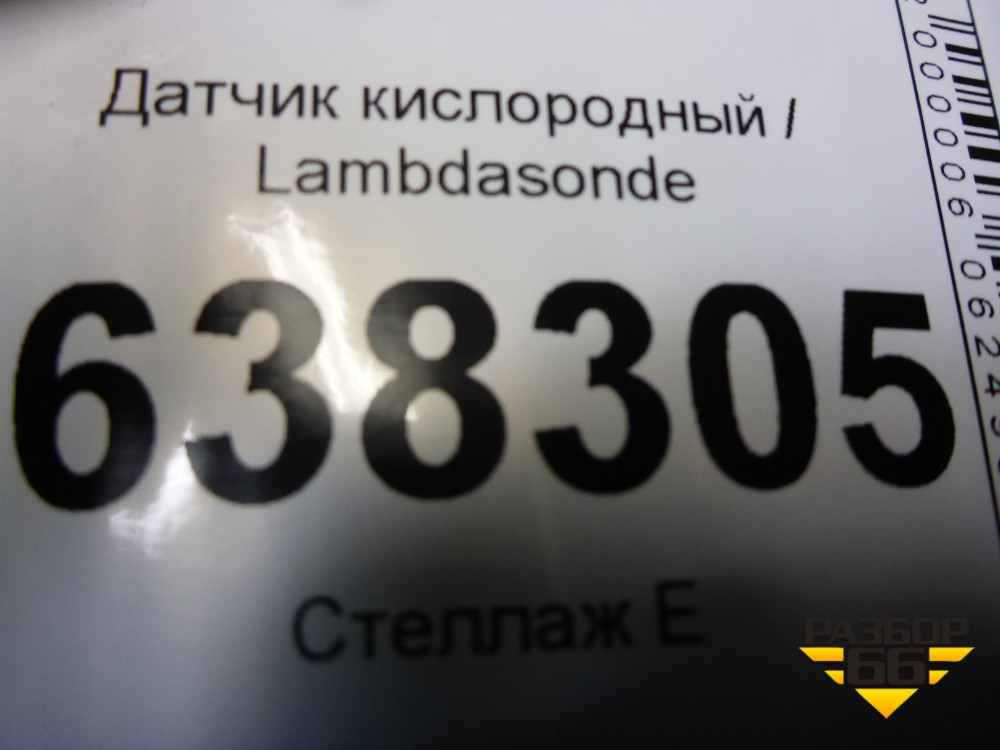 Датчик кислородный /
Lambdasonde
638305
Стеллаж Е
РАЗБОР
66